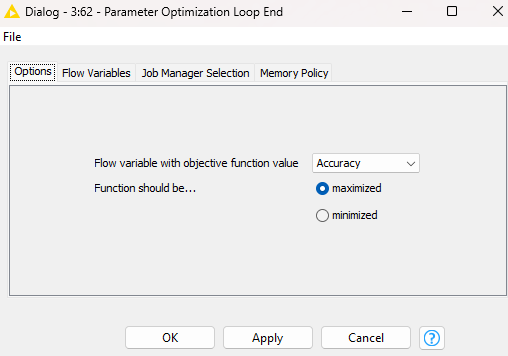 Dialog - 3:62 - Parameter Optimization Loop End
File
Options Flow Variables Job Manager Selection Memory Policy
Flow variable with objective function value Accuracy
Function should be... maximized
minimized
OK Apply Cancel ?